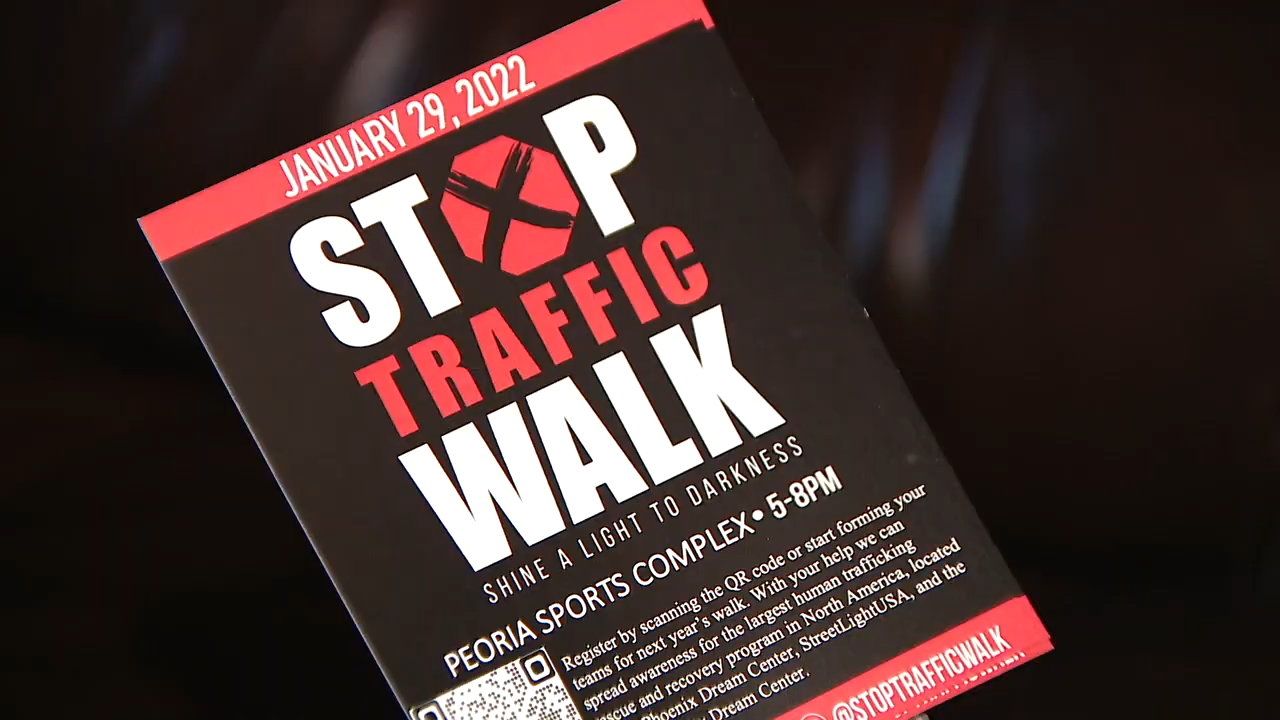 JANUARY 29, 2022
STOP
TRAFFIC
WALK
SHINE A LIGHT TO DARKNESS
PEORIA SPORTS COMPLEX • 5-8PM
Register by scanning the QR code or start forming your
teams for next year's walk. With your help we can
spread awareness for the largest human trafficking
and recovery program in North America, located
Phoenix Dream Center, StreetLightUSA, and the
Dream Center.
@STOPTRAFFICWALK